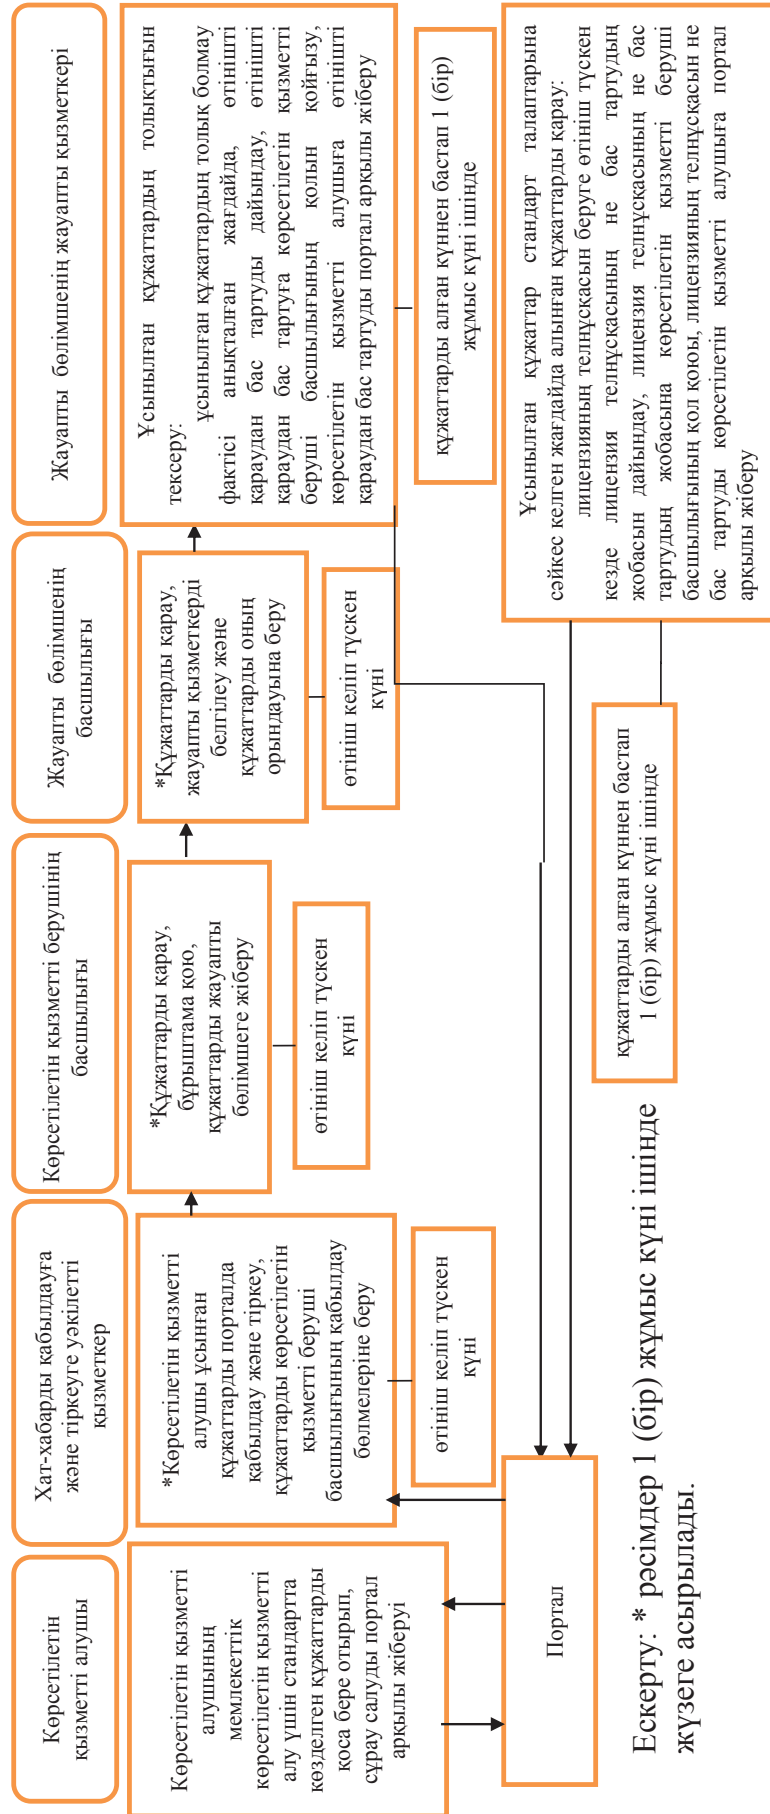 Көрсетілетін
қызметті алушы
Хат-хабарды қабылдауға
және тіркеуге уәкілетті
қызметкер
Көрсетілетін қызметті берушінің
басшылығы
Жауапты бөлімшенің
басшылығы
Жауапты бөлімшенің жауапты қызметкері
Көрсетілетін қызметті
алушының
мемлекеттік
көрсетілетін қызметті
алу үшін стандартта
көзделген құжаттарды
қоса бере отырып,
сұрау салуды портал
арқылы жіберуі
*Көрсетілетін қызметті
алушы ұсынған
құжаттарды порталда
қабылдау және тіркеу,
құжаттарды көрсетілетін
қызметті беруші
басшылығының қабылдау
бөлмелеріне беру
*Құжаттарды қарау,
бұрыштама қою,
құжаттарды жауапты
бөлімшеге жіберу
*Құжаттарды қарау,
жауапты қызметкерді
белгілеу және
құжаттарды оның
орындауына беру
Ұсынылған құжаттардың толықтығын
тексеру:
ұсынылған құжаттардың толық болмау
фактісі анықталған жағдайда, өтінішті
қараудан бас тартуды дайындау, өтінішті
қараудан бас тартуға көрсетілетін қызметті
беруші басшылығының қолын қойғызу,
көрсетілетін қызметті алушыға өтінішті
қараудан бас тартуды портал арқылы жіберу
өтініш келіп түскен
күні
өтініш келіп түскен
күні
өтініш келіп түскен
күні
құжаттарды алған күннен бастап 1 (бір)
жұмыс күні ішінде
Портал
Ұсынылған құжаттар стандарт талаптарына
сәйкес келген жағдайда алынған құжаттарды қарау:
лицензияның телнұсқасын беруге өтініш түскен
кезде лицензия телнұсқасының не бас тартудың
жобасын дайындау, лицензия телнұсқасының не бас
тартудың жобасына көрсетілетін қызметті беруші
басшылығының қол қоюы, лицензияның телнұсқасын не
бас тартуды көрсетілетін қызметті алушыға портал
арқылы жіберу
құжаттарды алған күннен бастап
1 (бір) жұмыс күні ішінде
Ескерту: * рәсімдер 1 (бір) жұмыс күні ішінде
жүзеге асырылады.